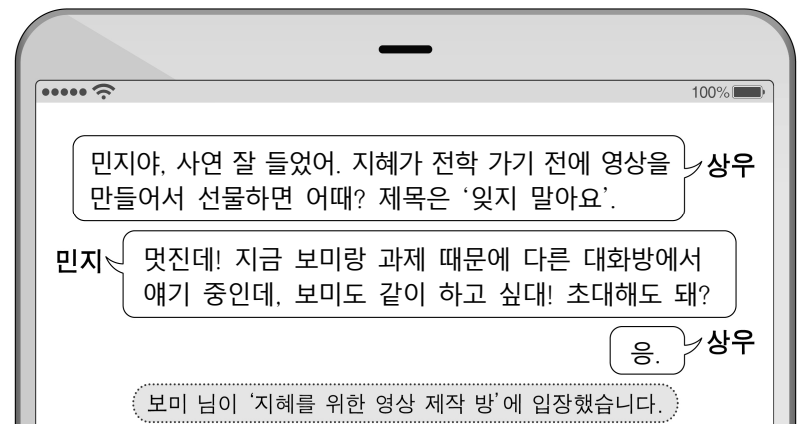 100%
민지야, 사연 잘 들었어. 지혜가 전학 가기 전에 영상을
만들어서 선물하면 어때? 제목은 ‘잊지 말아요’.
상우
민지
멋진데! 지금 보미랑 과제 때문에 다른 대화방에서
얘기 중인데, 보미도 같이 하고 싶대! 초대해도 돼?
응.
상우
보미 님이 ‘지혜를 위한 영상 제작 방’에 입장했습니다.